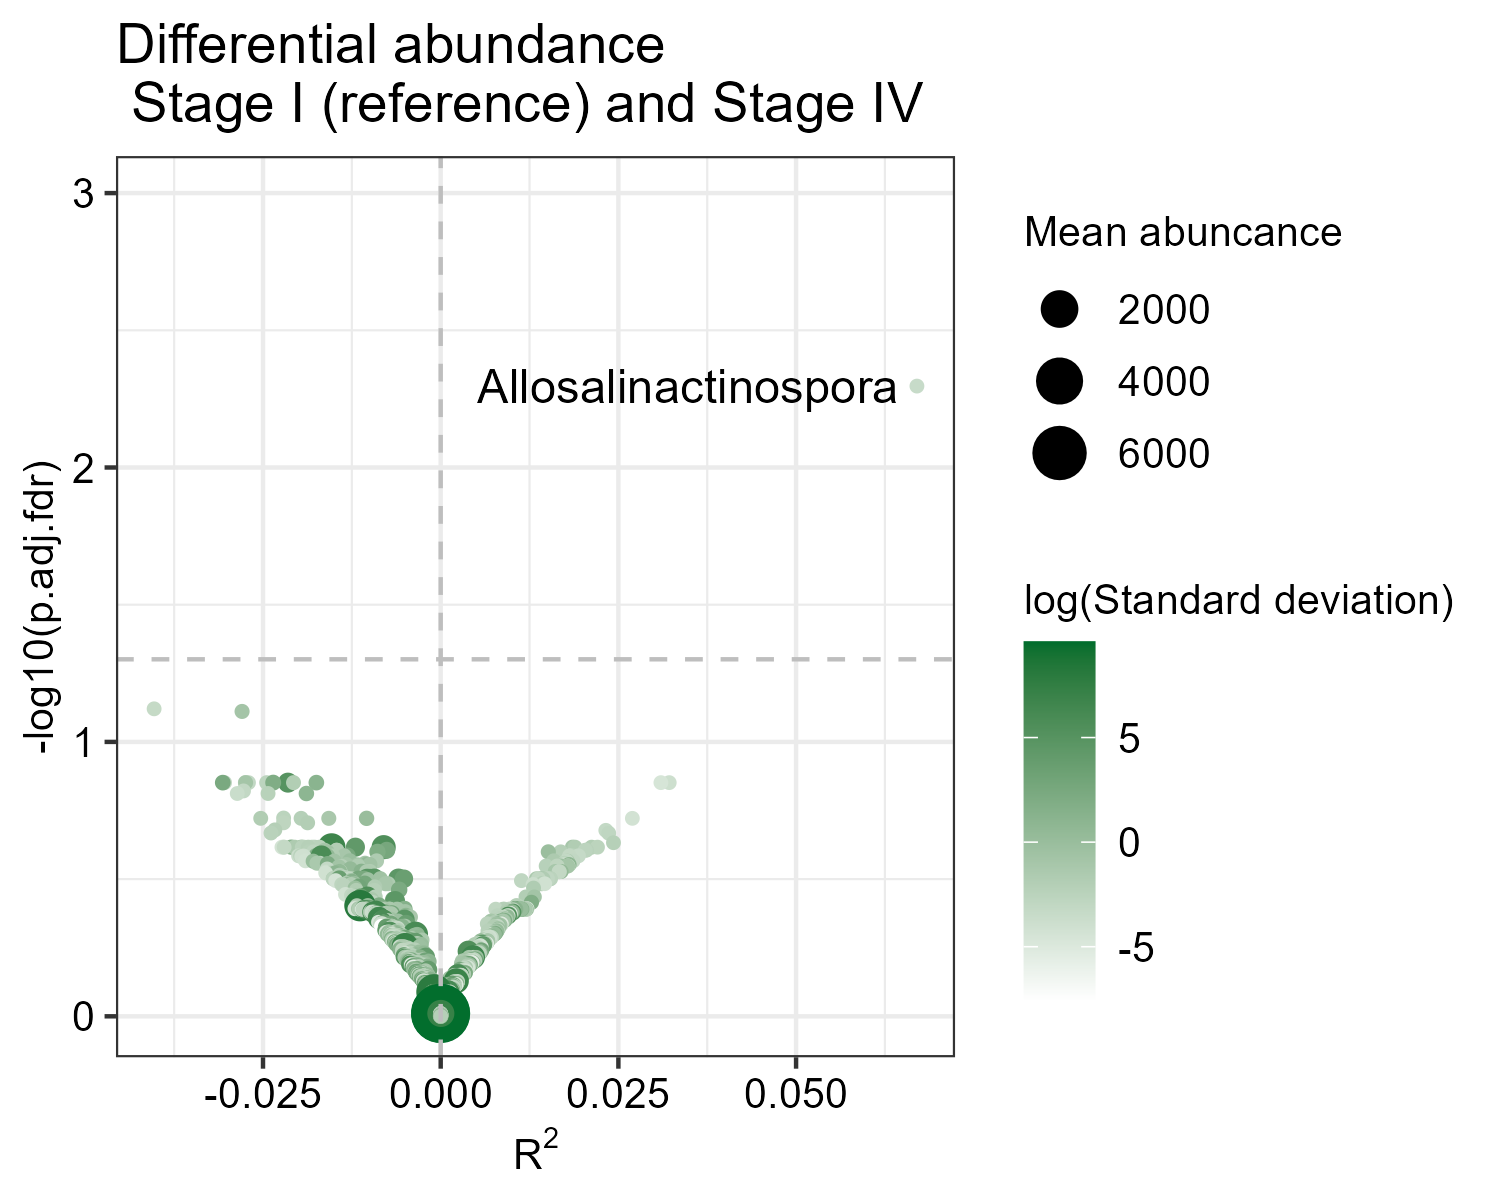 Differential abundance
Stage I (reference) and Stage IV
3
2
1
0
-log10(p.adj.fdr)
Allosalinactinospora
-0.025 0.000 0.025 0.050
R²
Mean abuncance
2000
4000
6000
log(Standard deviation)
5
0
-5